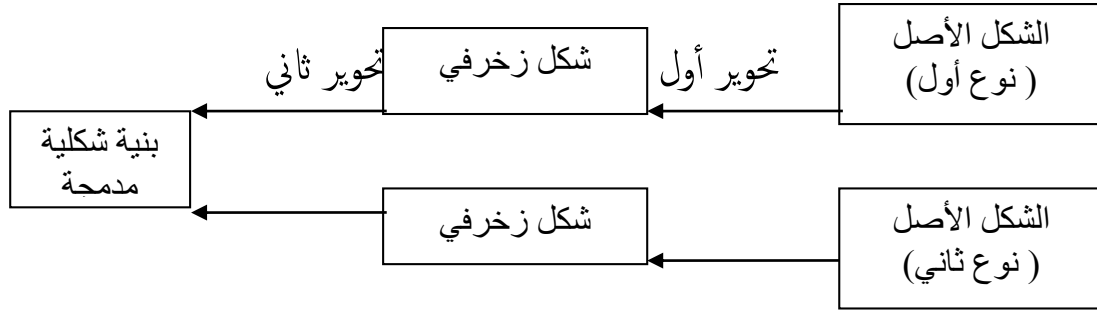 الشكل الأصل
( نوع أول)
تحوير أول
شكل زخرفي
تحوير ثاني
بنية شكلية
مدمجة
الشكل الأصل
( نوع ثاني)
شكل زخرفي